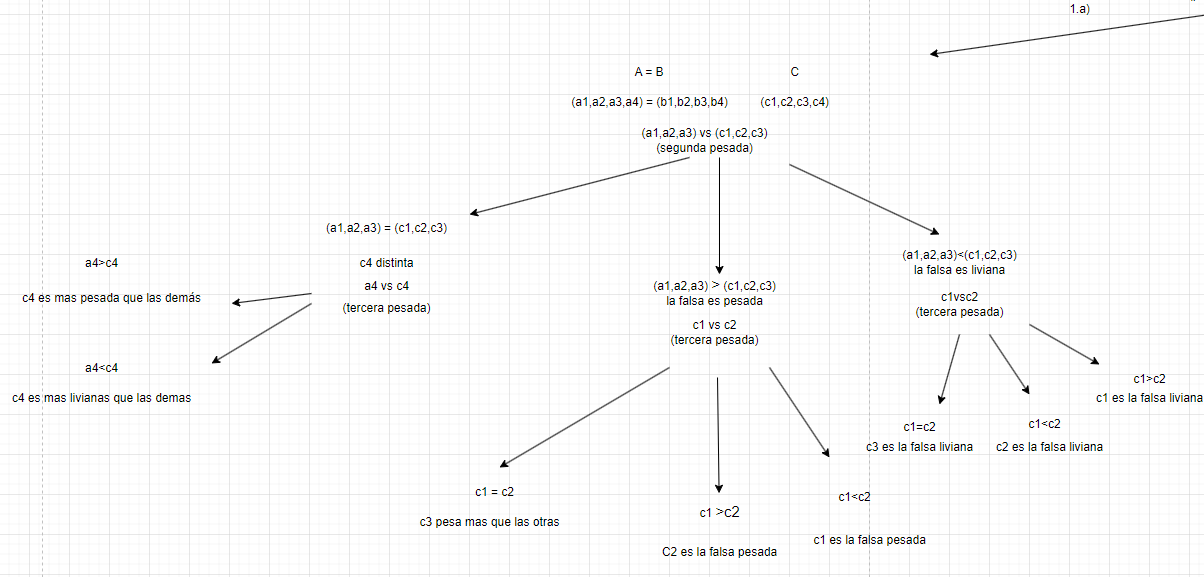 1.a)
A = B
C
(a1,a2,a3,a4) = (b1,b2,b3,b4)
(c1,c2,c3,c4)
(a1,a2,a3) vs (c1,c2,c3)
(segunda pesada)
(a1,a2,a3) = (c1,c2,c3)
c4 distinta
a4 vs c4
(tercera pesada)
a4>c4
c4 es mas pesada que las demás
a4<c4
c4 es mas livianas que las demas
(a1,a2,a3) > (c1,c2,c3)
la falsa es pesada
c1 vs c2
(tercera pesada)
c1 = c2
c3 pesa mas que las otras
c1 >c2
C2 es la falsa pesada
c1<c2
c1 es la falsa pesada
(a1,a2,a3)<(c1,c2,c3)
la falsa es liviana
c1vsc2
(tercera pesada)
c1=c2
c3 es la falsa liviana
c1<c2
c2 es la falsa liviana
c1>c2
c1 es la falsa liviana